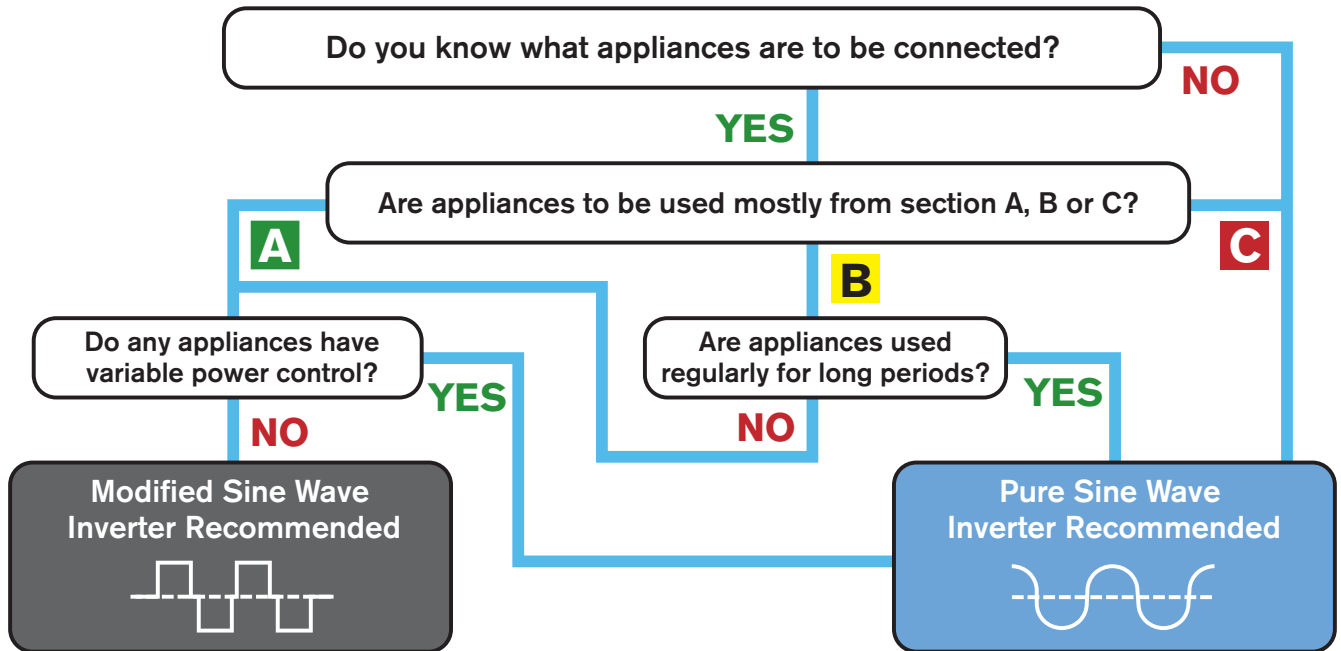 Do you know what appliances are to be connected?
NO
YES
Are appliances to be used mostly from section A, B or C?
A
B
C
Do any appliances have
variable power control?
YES
NO
Are appliances used
regularly for long periods?
YES
NO
Modified Sine Wave
Inverter Recommended
Pure Sine Wave
Inverter Recommended